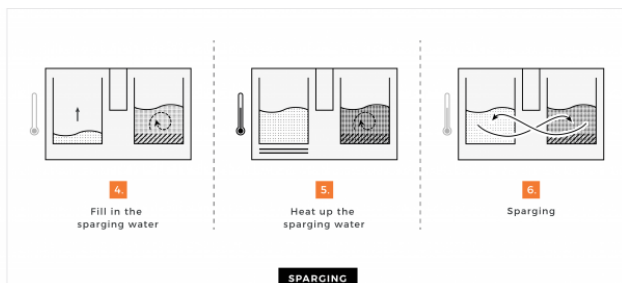 4.
Fill in the
sparging water
5.
Heat up the
sparging water
6.
Sparging
SPARGING